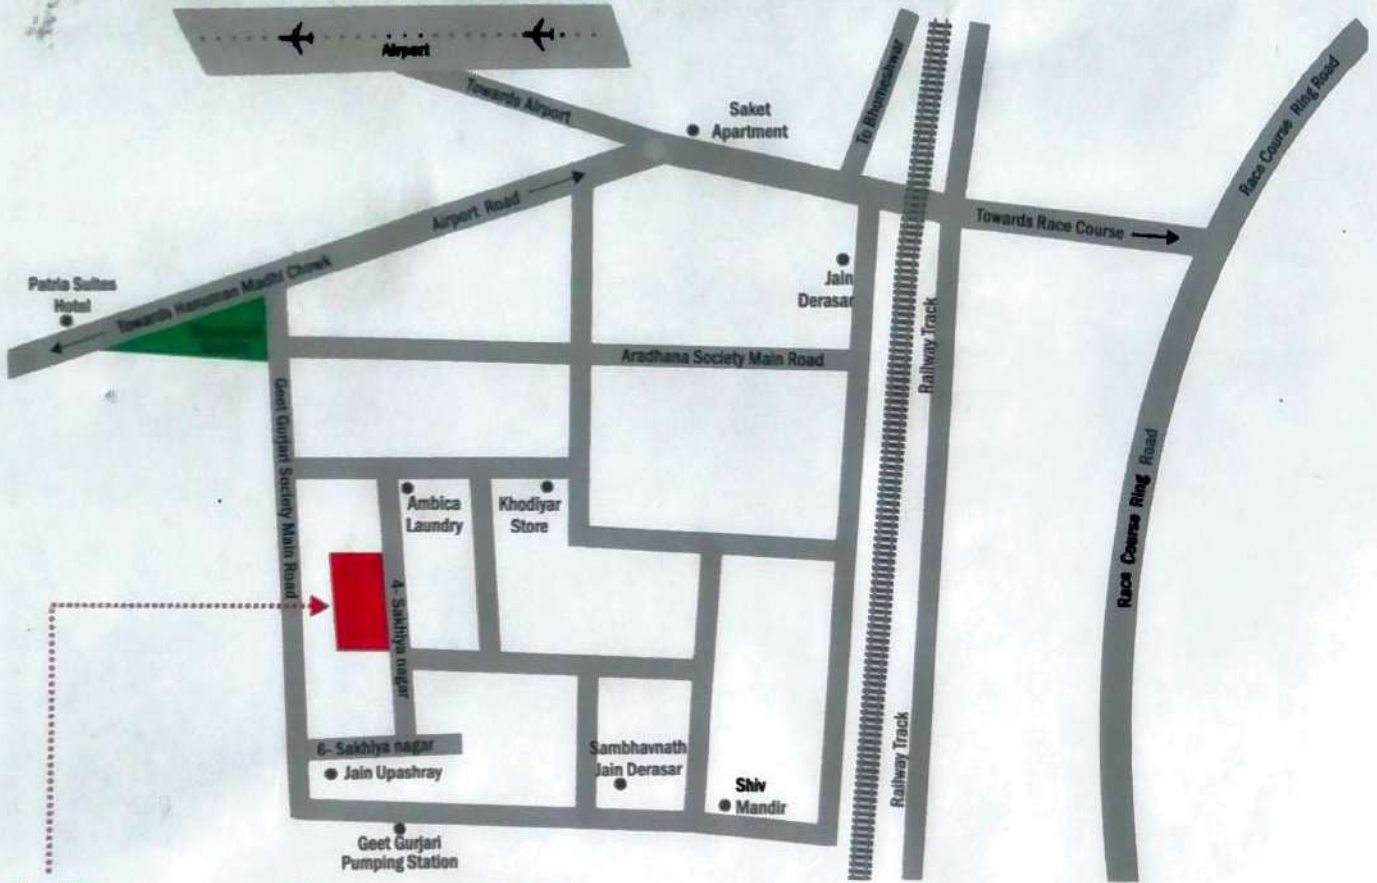 Airport
Towards Airport
Saket
Apartment
To Bhomeshwar
Race Course Ring Road
Airport Road
Towards Race Course
Towards Hanuman Madhi Chowk
Patria Suites
Hotel
Jain
Derasar
Railway Track
Aradhana Society Main Road
Geet Gurjari Society Main Road
Ambica
Laundry
Khodiyar
Store
Race Course Ring Road
4- Sakhiya nagar
6- Sakhiya nagar
Jain Upashray
Sambhavnath
Jain Derasar
Shiv
Mandir
Railway Track
Geet Gurjari
Pumping Station